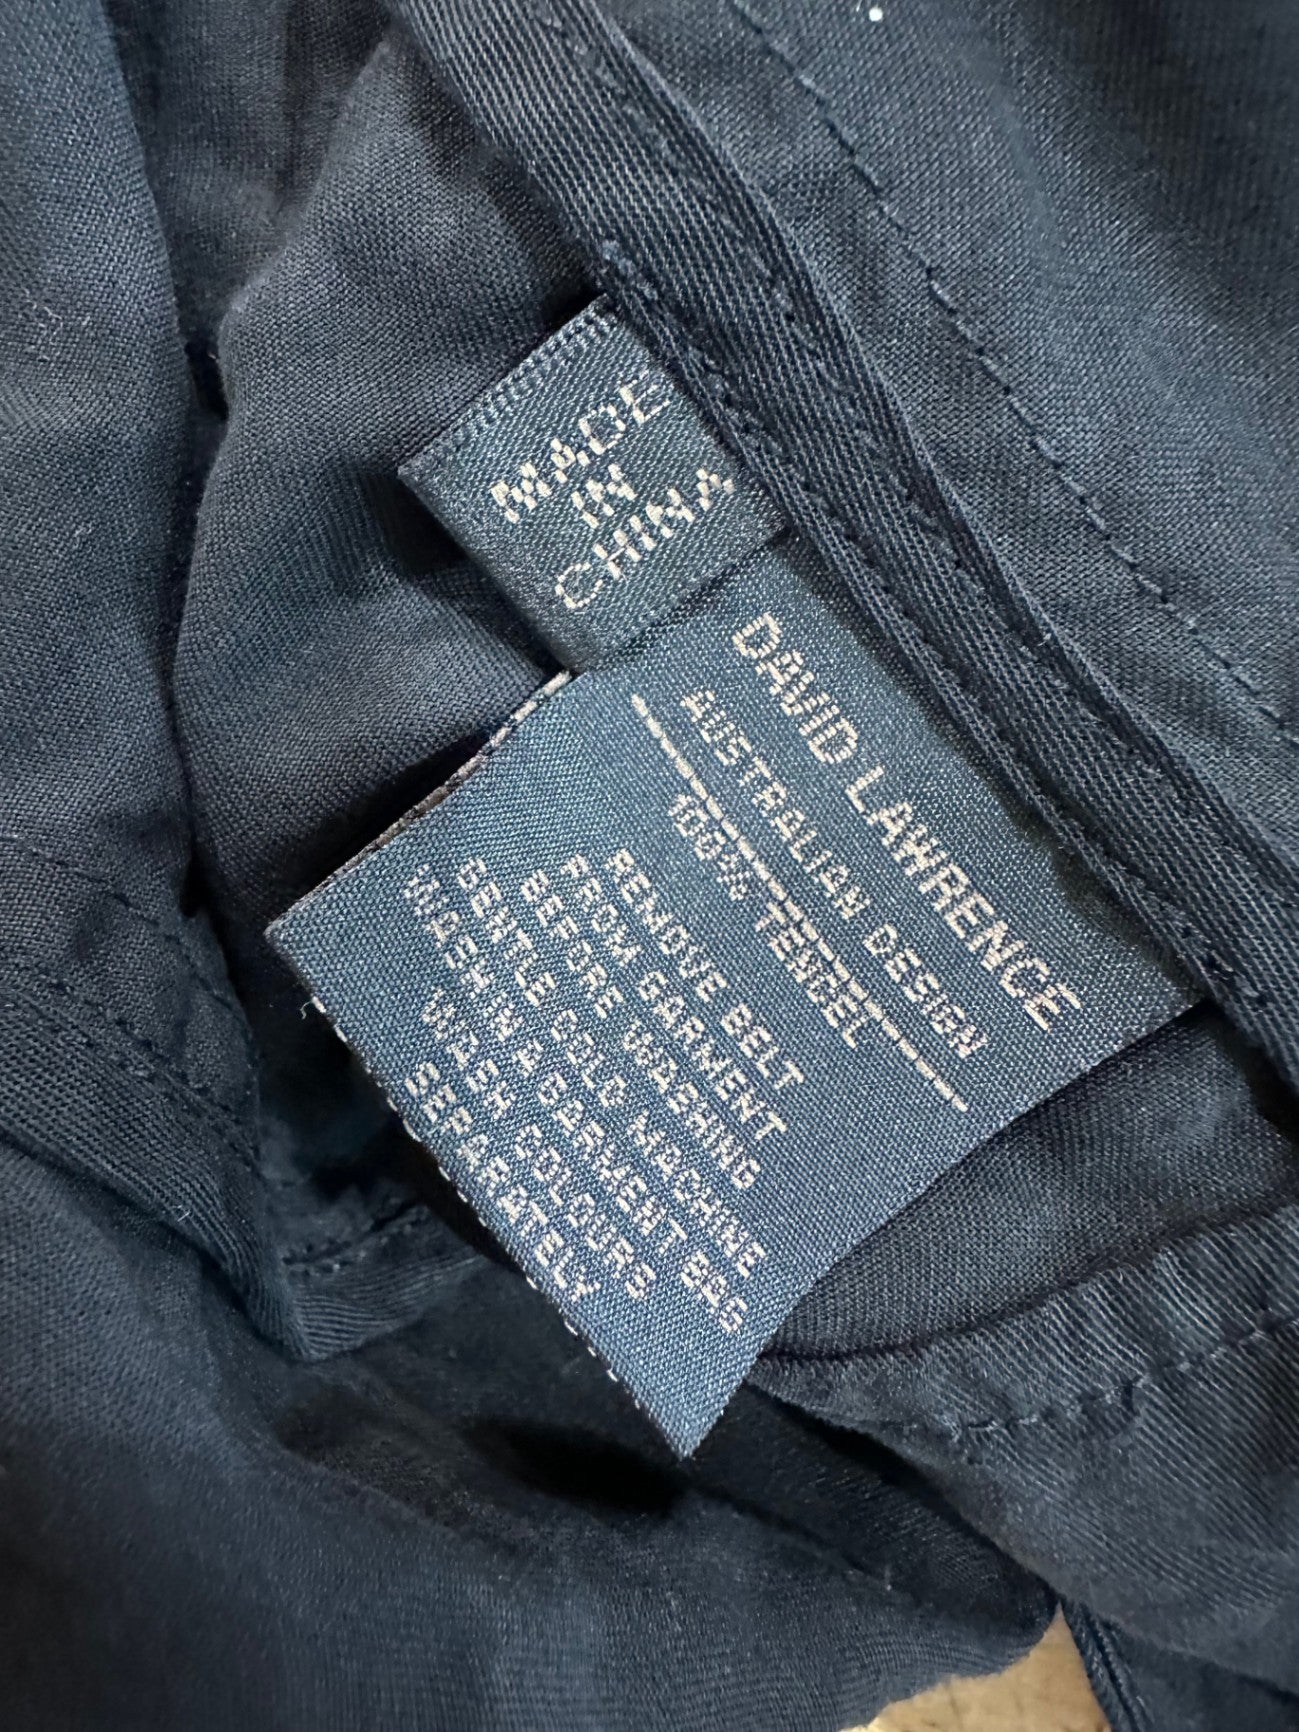 MADE
IN
CHINA
DAVID LAWRENCE
AUSTRALIAN DESIGN
100% TENCEL
REMOVE BELT
FROM GARMENT
BEFORE WASHING
GENTLE COLD MACHINE
WASH IN A GARMENT BAG
WASH COLOURS
SEPARATELY